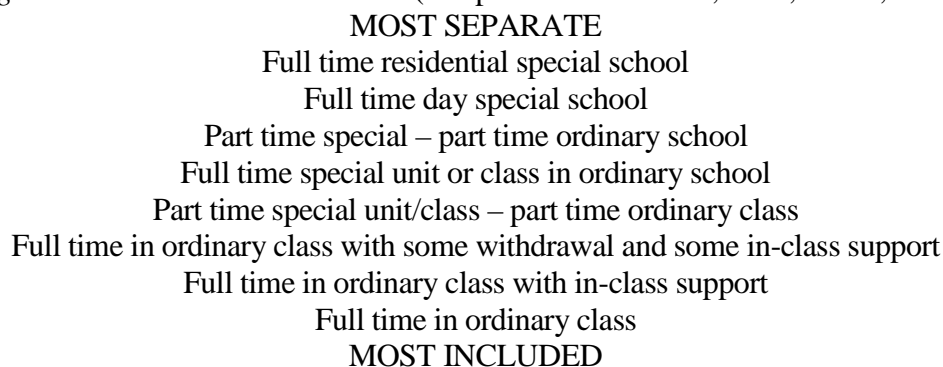 MOST SEPARATE
Full time residential special school
Full time day special school
Part time special – part time ordinary school
Full time special unit or class in ordinary school
Part time special unit/class – part time ordinary class
Full time in ordinary class with some withdrawal and some in-class support
Full time in ordinary class with in-class support
Full time in ordinary class
MOST INCLUDED